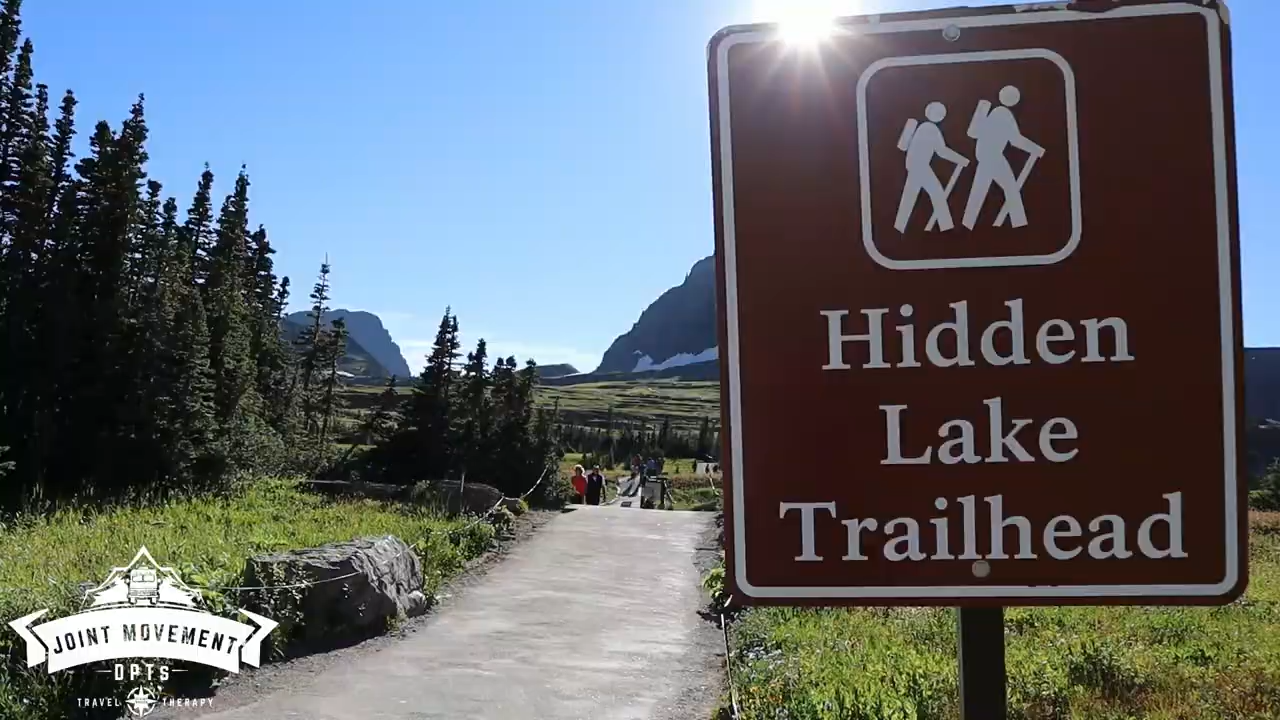 Hidden
Lake
Trailhead
JOINT MOVEMENT
DPTS
TRAVEL THERAPY